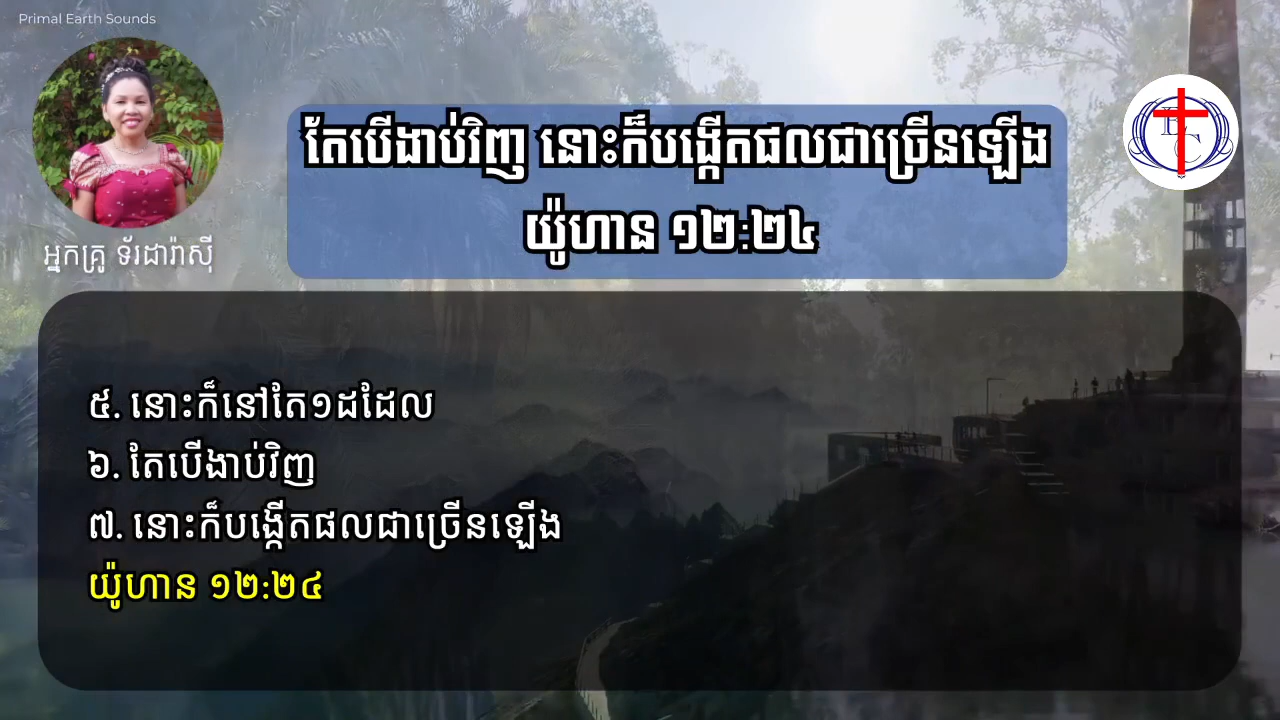 Primal Earth Sounds
តែបើងាប់វិញ នោះក៏បង្កើតផលជាច្រើនឡើង
យ៉ូហាន ១២:២៤
E
C
អ្នកគ្រូ ទ័រដារ៉ាស៊ី
៥. នោះក៏នៅតែ១ដដែល
៦. តែបើងាប់វិញ
៧. នោះក៏បង្កើតផលជាច្រើនឡើង
យ៉ូហាន ១២:២៤